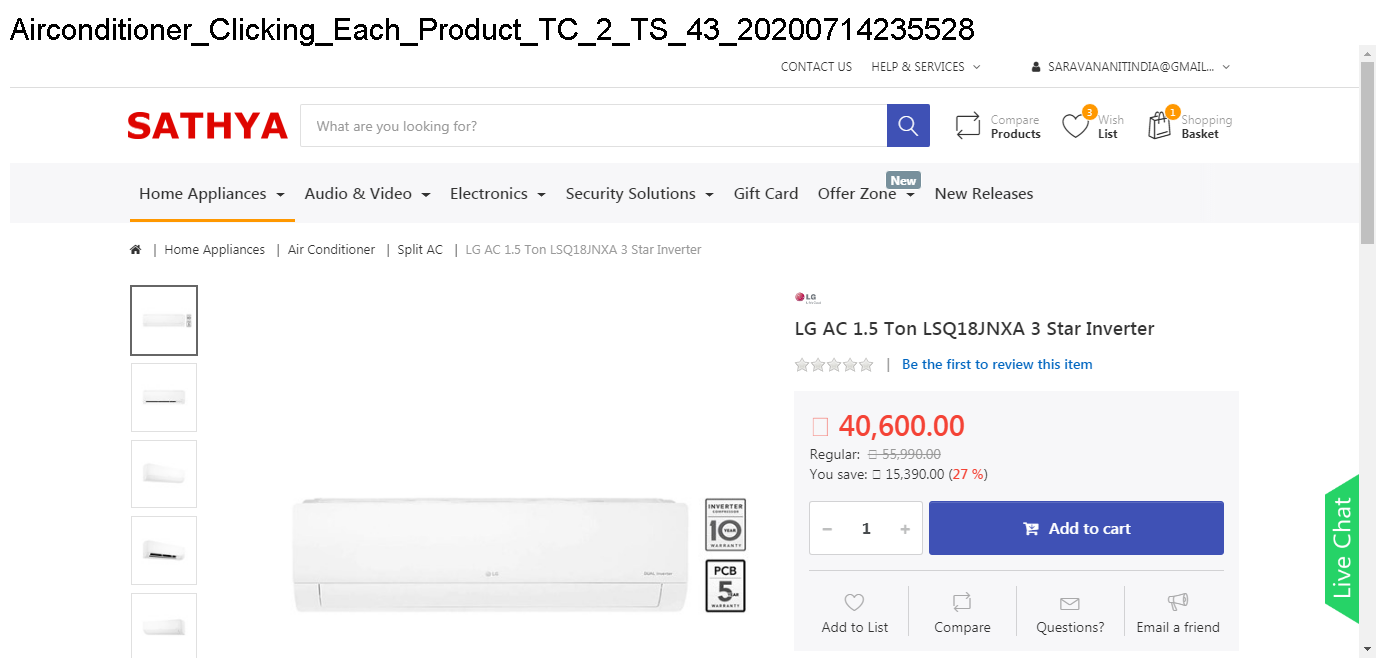 Airconditioner_Clicking_Each_Product_TC_2_TS_43_20200714235528
CONTACT US HELP & SERVICES SARAVANANITINDIA@GMAIL...
SATHYA
What are you looking for?
Compare Products
3
Wish List
1
Shopping Basket
Home Appliances Audio & Video Electronics Security Solutions Gift Card Offer Zone New New Releases
| Home Appliances | Air Conditioner | Split AC | LG AC 1.5 Ton LSQ18JNXA 3 Star Inverter
LG
LG AC 1.5 Ton LSQ18JNXA 3 Star Inverter
| Be the first to review this item
40,600.00
Regular: 55,990.00
You save: 15,390.00 (27 %)
− 1 +
Add to cart
INVERTER
COMPRESSOR
10 YEAR
WARRANTY
PCB
5 YEAR
WARRANTY
LG
DUAL Inverter
Add to List Compare Questions? Email a friend
Live Chat